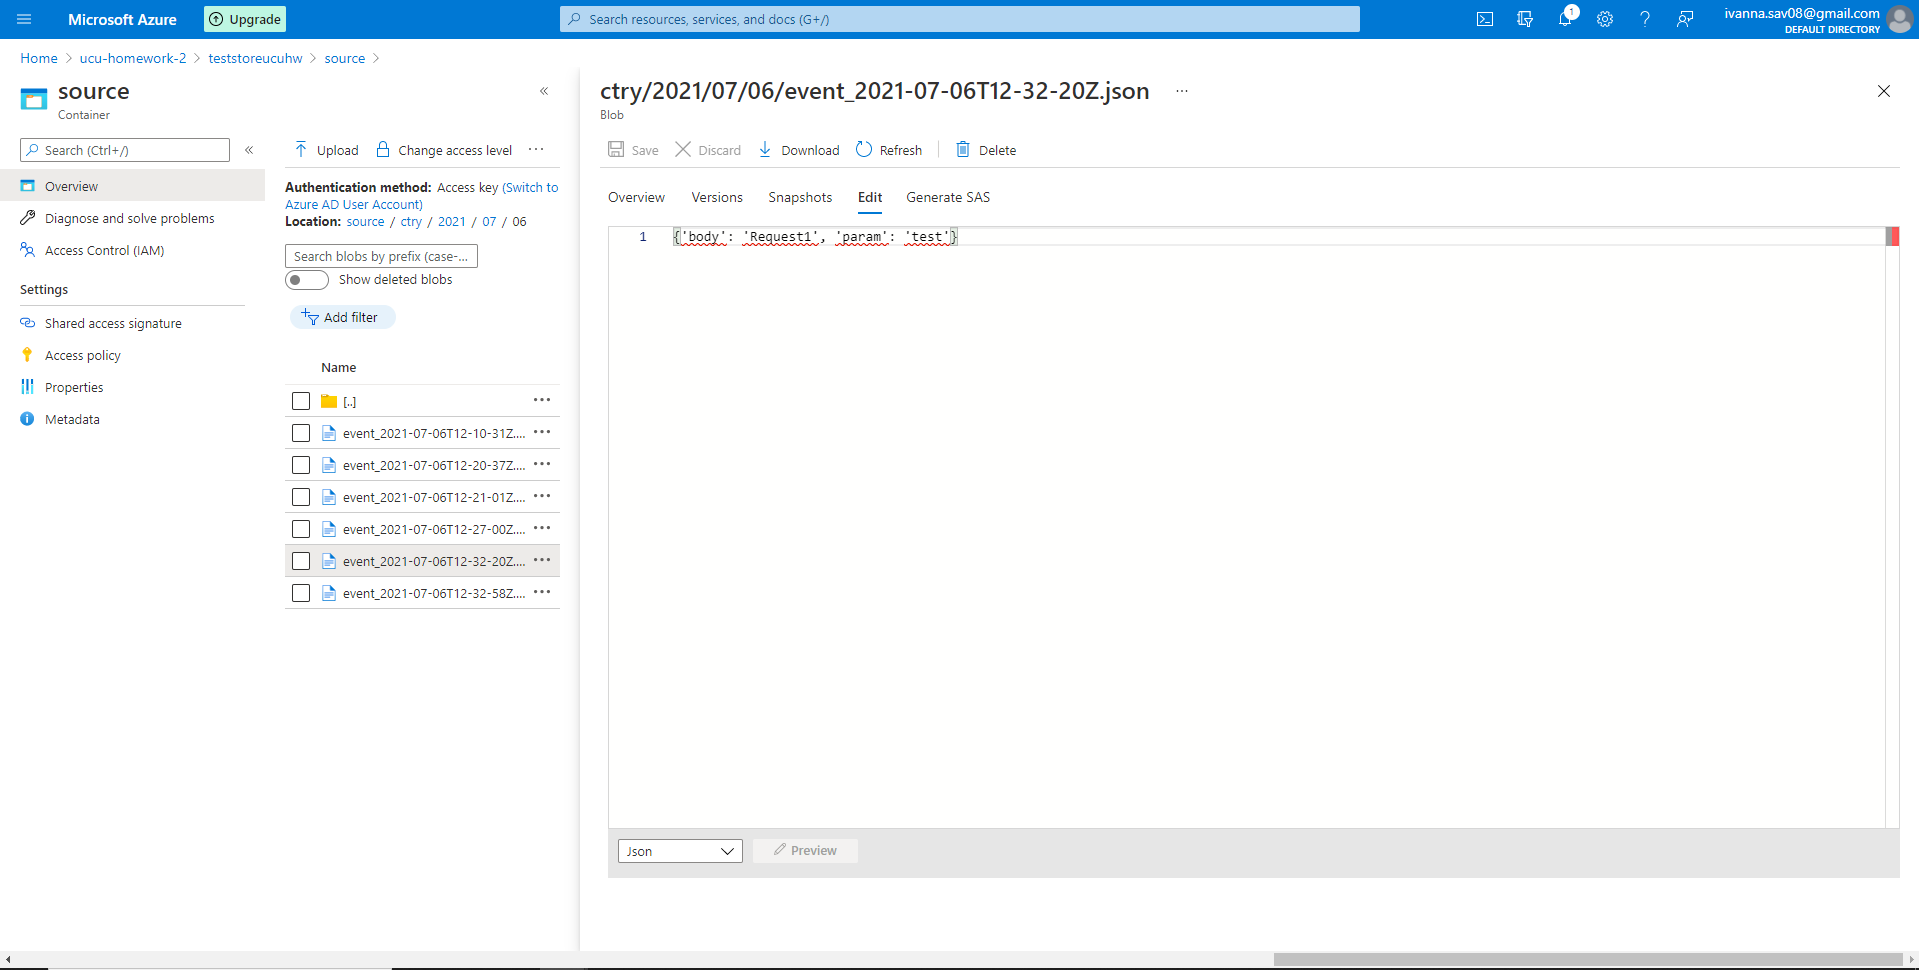 Microsoft Azure
Upgrade
Search resources, services, and docs (G+/)
1
ivanna.sav08@gmail.com
DEFAULT DIRECTORY
Home > ucu-homework-2 > teststoreucuhw > source >
source
Container
Search (Ctrl+/)
Overview
Diagnose and solve problems
Access Control (IAM)
Settings
Shared access signature
Access policy
Properties
Metadata
Upload
Change access level
Authentication method: Access key (Switch to
Azure AD User Account)
Location: source / ctry / 2021 / 07 / 06
Search blobs by prefix (case-...
Show deleted blobs
Add filter
Name
[..]
event_2021-07-06T12-10-31Z....
event_2021-07-06T12-20-37Z....
event_2021-07-06T12-21-01Z....
event_2021-07-06T12-27-00Z....
event_2021-07-06T12-32-20Z....
event_2021-07-06T12-32-58Z....
ctry/2021/07/06/event_2021-07-06T12-32-20Z.json
Blob
Save
Discard
Download
Refresh
Delete
Overview
Versions
Snapshots
Edit
Generate SAS
1 {'body': 'Request1', 'param': 'test'}
Json
Preview